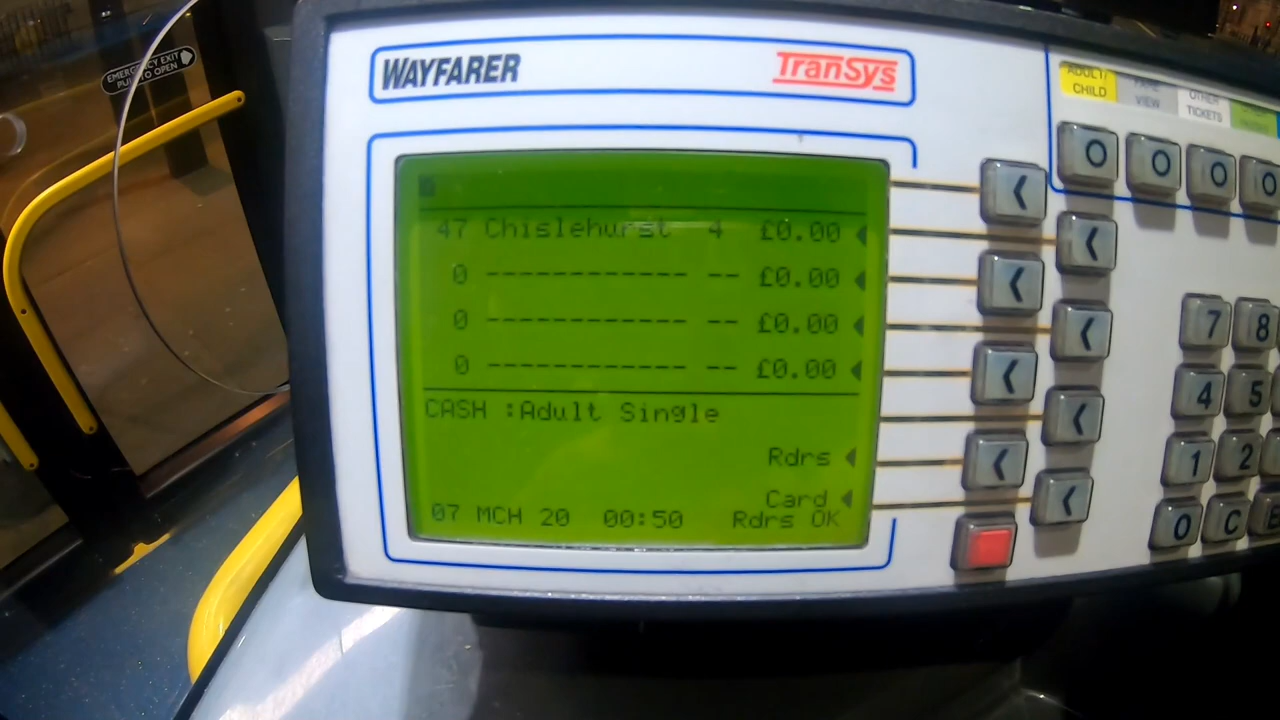 EMERGENCY EXIT
PUSH TO OPEN
WAYFARER
TranSys
ADULT/
CHILD
FARE
VIEW
OTHER
TICKETS
0 0 0 0
47 Chislehurst 4 £0.00
0 ----------- -- £0.00
0 ----------- -- £0.00
0 ----------- -- £0.00
CASH :Adult Single
Rdrs
Card
07 MCH 20 00:50 Rdrs OK
7 8
4 5
1 2
0 C